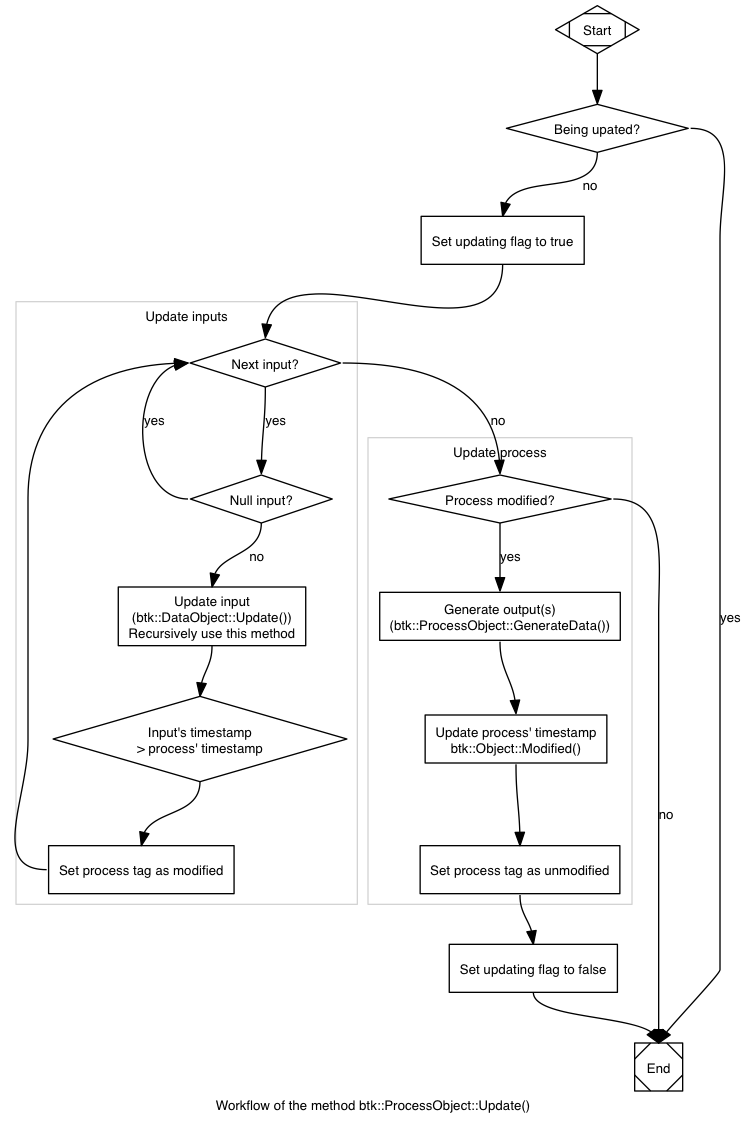 Start
Being upated?
no
Set updating flag to true
Update inputs
Next input?
yes
yes
no
Update process
Null input?
Process modified?
no
yes
Update input
(btk::DataObject::Update())
Recursively use this method
Generate output(s)
(btk::ProcessObject::GenerateData())
yes
Input's timestamp
> process' timestamp
Update process' timestamp
btk::Object::Modified()
no
Set process tag as modified
Set process tag as unmodified
Set updating flag to false
End
Workflow of the method btk::ProcessObject::Update()